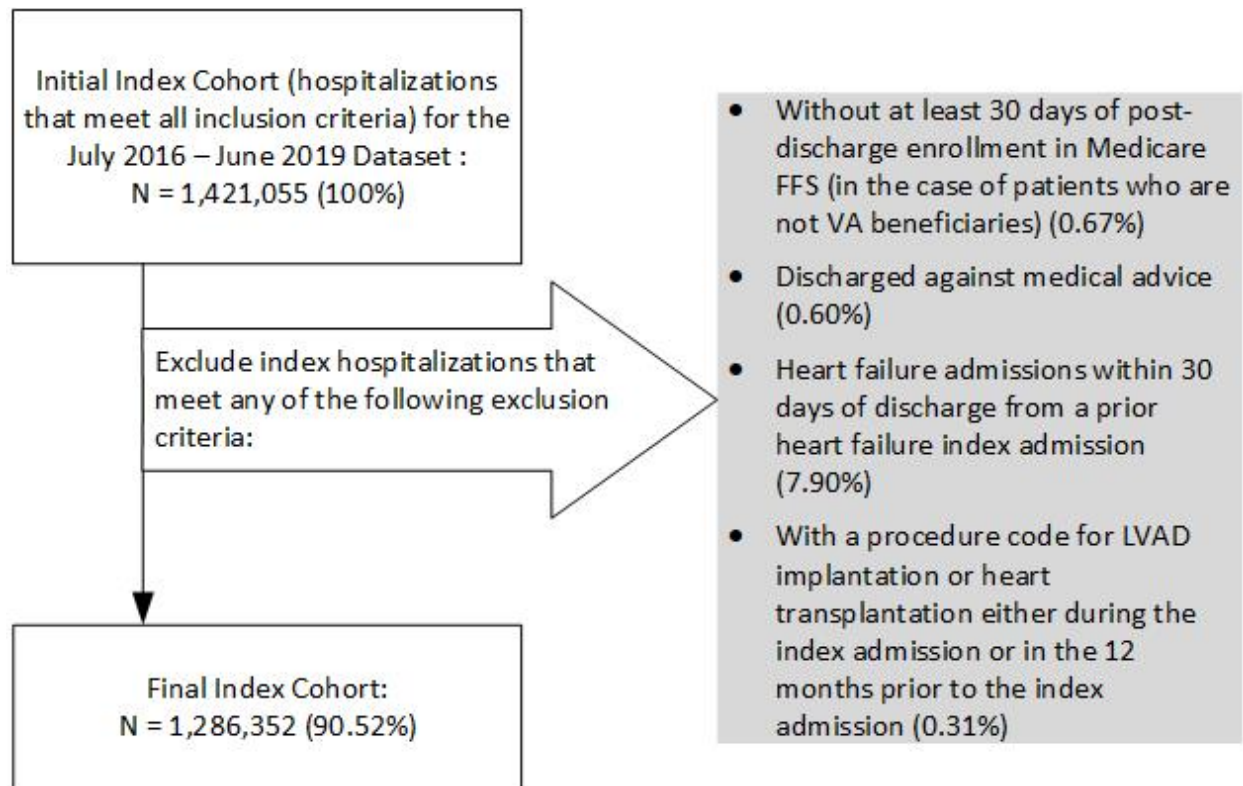 Initial Index Cohort (hospitalizations
that meet all inclusion criteria) for the
July 2016 – June 2019 Dataset :
N = 1,421,055 (100%)
Exclude index hospitalizations that
meet any of the following exclusion
criteria:
• Without at least 30 days of post-
discharge enrollment in Medicare
FFS (in the case of patients who are
not VA beneficiaries) (0.67%)
• Discharged against medical advice
(0.60%)
• Heart failure admissions within 30
days of discharge from a prior
heart failure index admission
(7.90%)
• With a procedure code for LVAD
implantation or heart
transplantation either during the
index admission or in the 12
months prior to the index
admission (0.31%)
Final Index Cohort:
N = 1,286,352 (90.52%)